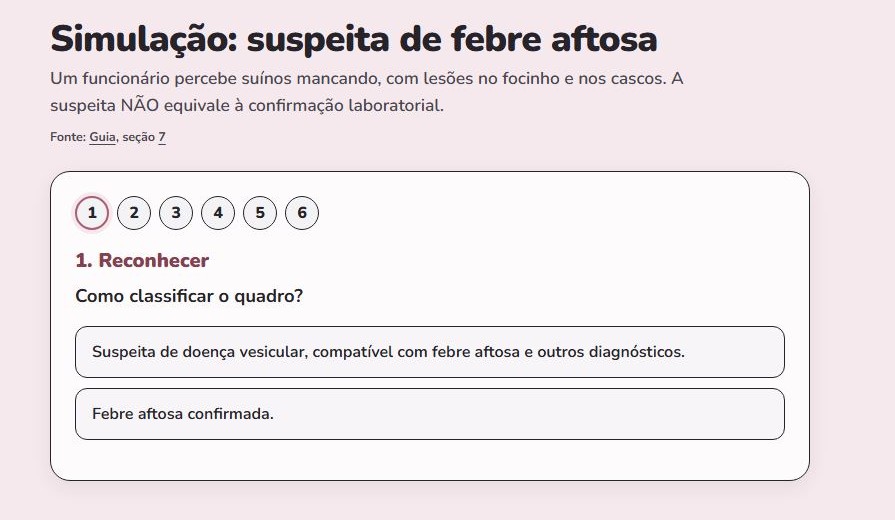 Simulação: suspeita de febre aftosa
Um funcionário percebe suínos mancando, com lesões no focinho e nos cascos. A
suspeita NÃO equivale à confirmação laboratorial.
Fonte: Guia, seção 7
1 2 3 4 5 6
1. Reconhecer
Como classificar o quadro?
Suspeita de doença vesicular, compatível com febre aftosa e outros diagnósticos.
Febre aftosa confirmada.